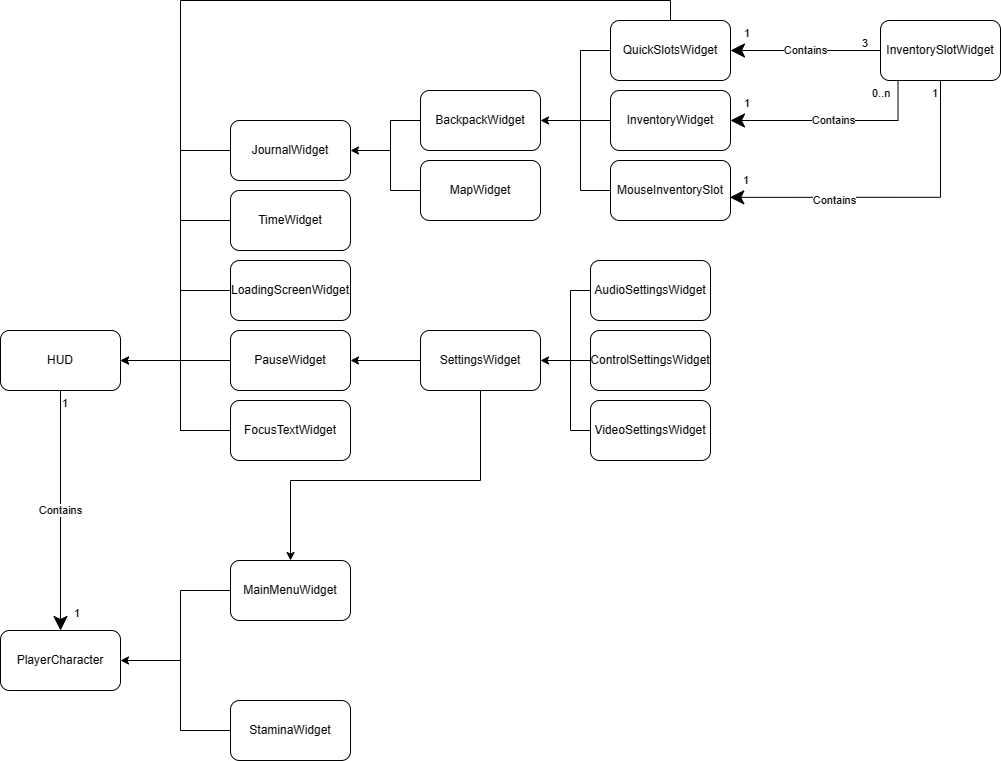 QuickSlotsWidget
1
Contains
3
InventorySlotWidget
0..n
1
BackpackWidget
InventoryWidget
1
Contains
JournalWidget
MapWidget
MouseInventorySlot
1
Contains
TimeWidget
LoadingScreenWidget
AudioSettingsWidget
HUD
PauseWidget
SettingsWidget
ControlSettingsWidget
1
FocusTextWidget
VideoSettingsWidget
Contains
MainMenuWidget
1
PlayerCharacter
StaminaWidget